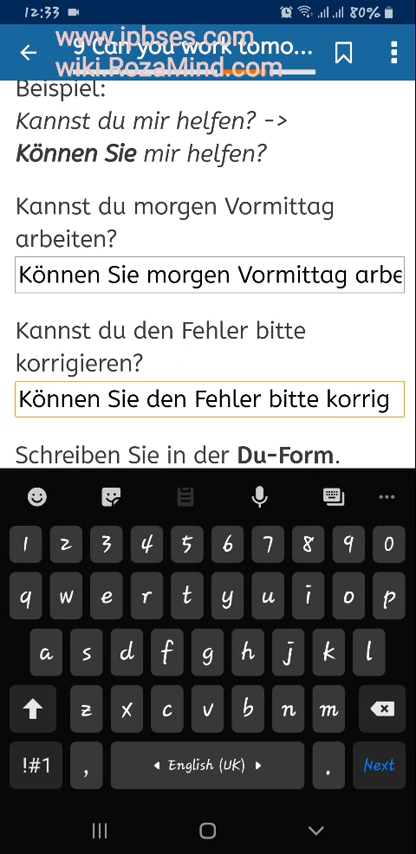 12:33 80%
www.ipbses.com
9 Can you work tomo...
wiki.RozaMind.com
Beispiel:
Kannst du mir helfen? ->
Können Sie mir helfen?
Kannst du morgen Vormittag
arbeiten?
Können Sie morgen Vormittag arbe
Kannst du den Fehler bitte
korrigieren?
Können Sie den Fehler bitte korrig
Schreiben Sie in der Du-Form.
1 2 3 4 5 6 7 8 9 0
q w e r t y u i o p
a s d f g h j k l
z x c v b n m
!#1 , English (UK) . Next